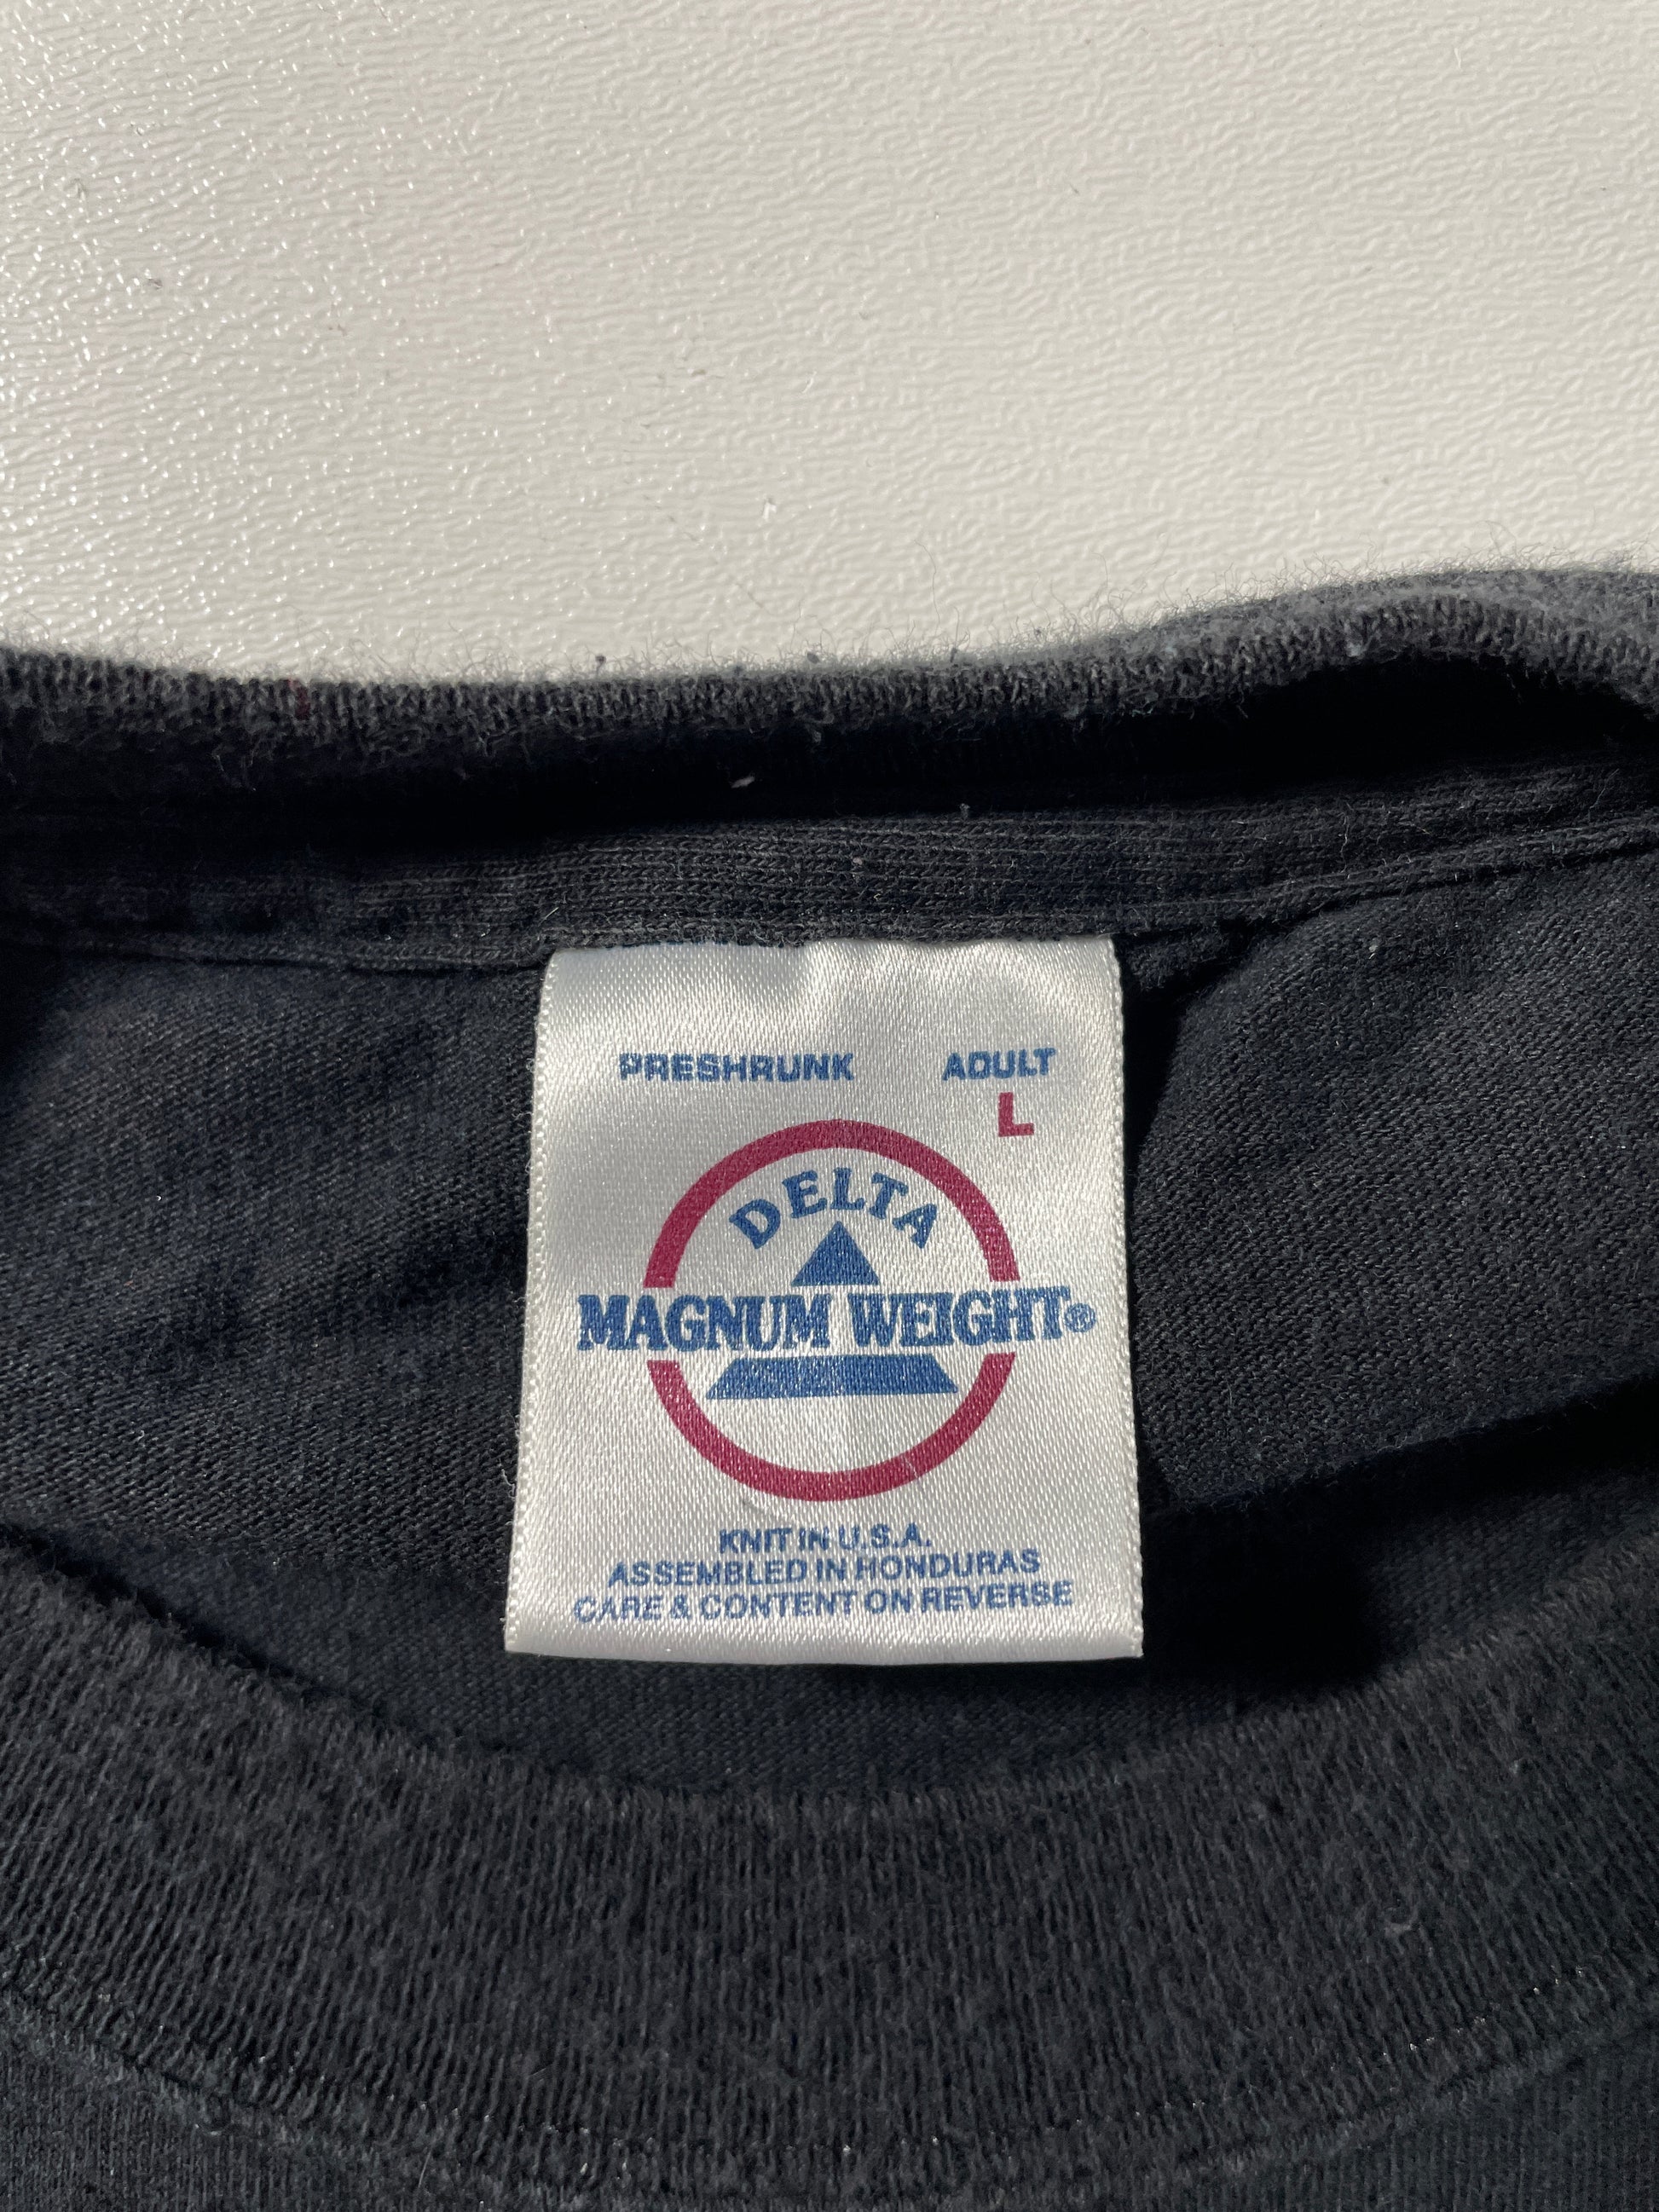 PRESHRUNK ADULT
L
DELTA
MAGNUM WEIGHT®
KNIT IN U.S.A.
ASSEMBLED IN HONDURAS
CARE & CONTENT ON REVERSE